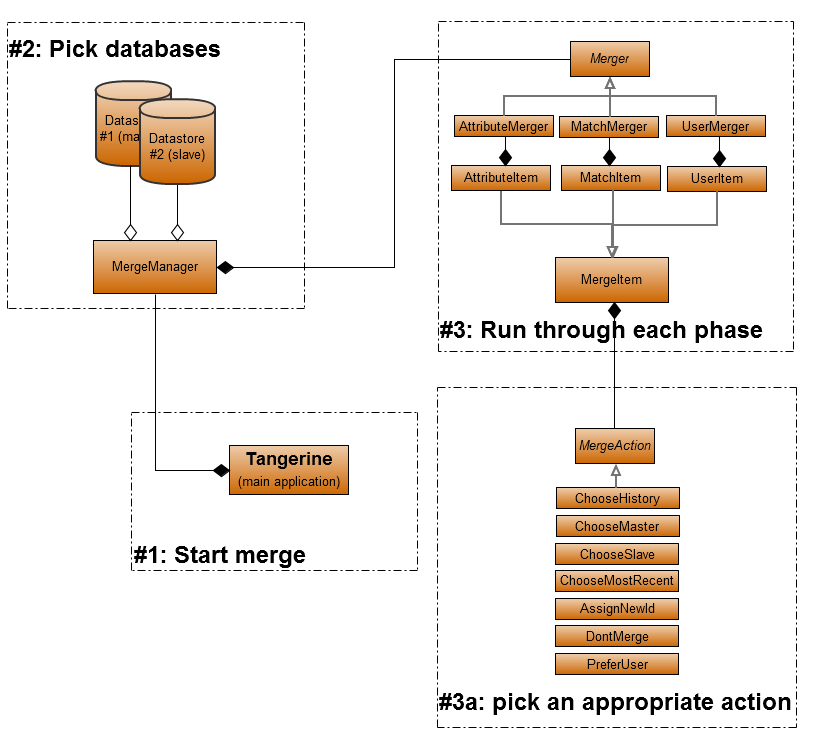 #2: Pick databases
Datas
#1 (ma
Datastore
#2 (slave)
MergeManager
Merger
AttributeMerger
MatchMerger
UserMerger
AttributeItem
MatchItem
UserItem
MergeItem
#3: Run through each phase
Tangerine
(main application)
#1: Start merge
MergeAction
ChooseHistory
ChooseMaster
ChooseSlave
ChooseMostRecent
AssignNewId
DontMerge
PreferUser
#3a: pick an appropriate action